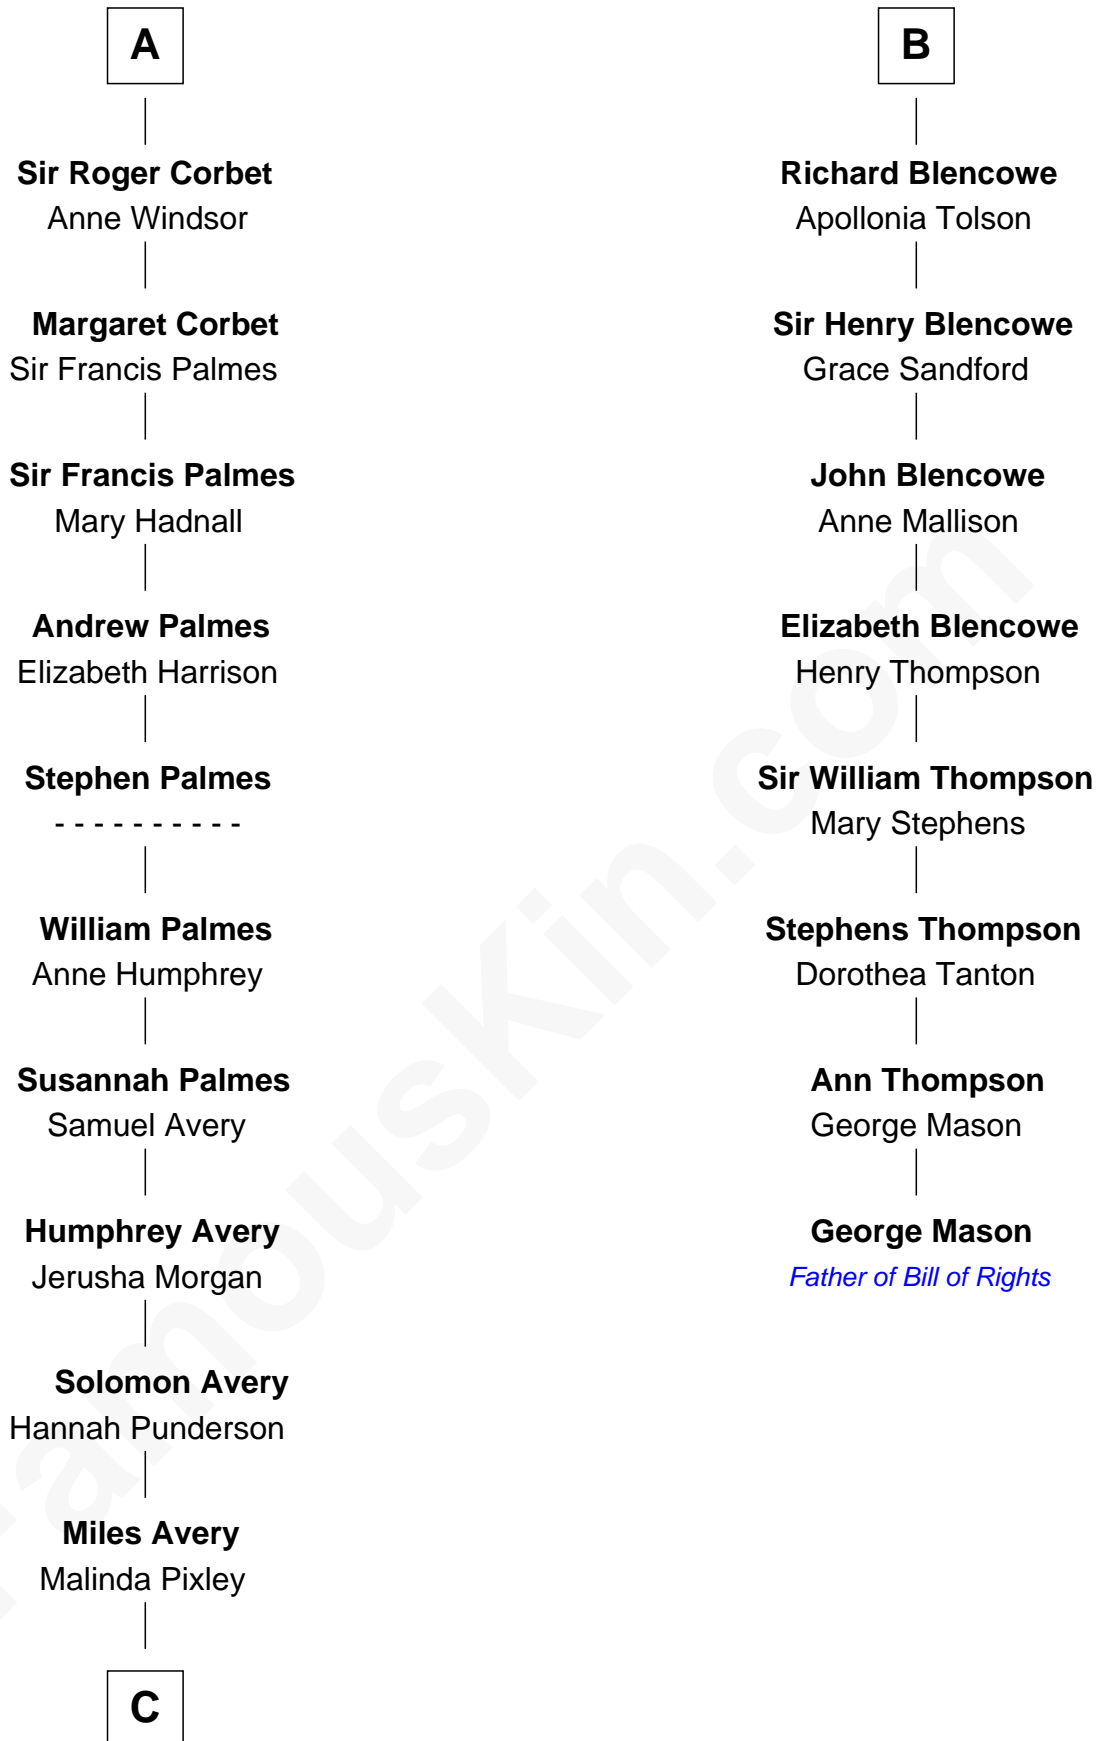 A
Sir Roger Corbet
Anne Windsor
Margaret Corbet
Sir Francis Palmes
Sir Francis Palmes
Mary Hadnall
Andrew Palmes
Elizabeth Harrison
Stephen Palmes
- - - - - - - - - -
William Palmes
Anne Humphrey
Susannah Palmes
Samuel Avery
Humphrey Avery
Jerusha Morgan
Solomon Avery
Hannah Punderson
Miles Avery
Malinda Pixley
C
B
Richard Blencowe
Apollonia Tolson
Sir Henry Blencowe
Grace Sandford
John Blencowe
Anne Mallison
Elizabeth Blencowe
Henry Thompson
Sir William Thompson
Mary Stephens
Stephens Thompson
Dorothea Tanton
Ann Thompson
George Mason
George Mason
Father of Bill of Rights
FamousKin.com